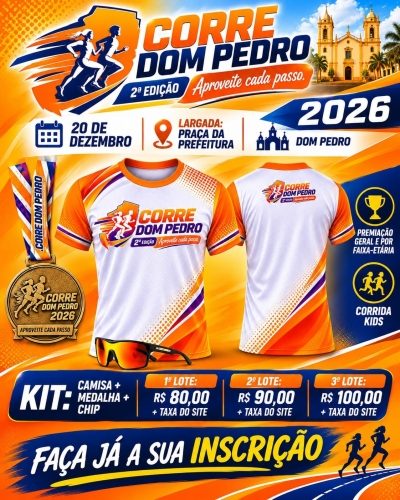 CORRE
DOM PEDRO
2ª EDIÇÃO
Aproveite cada passo.
2026
20 DE
DEZEMBRO
LARGADA:
PRAÇA DA
PREFEITURA
DOM PEDRO
CORRE DOM PEDRO
CORRE
DOM PEDRO
2ª EDIÇÃO
Aproveite cada passo.
CORRE
DOM PEDRO
CORRE
DOM PEDRO
2026
APROVEITE CADA PASSO
PREMIAÇÃO
GERAL E POR
FAIXA-ETÁRIA
CORRIDA
KIDS
KIT:
CAMISA +
MEDALHA +
CHIP
1º LOTE:
R$ 80,00
+ TAXA DO SITE
2º LOTE:
R$ 90,00
+ TAXA DO SITE
3º LOTE:
R$ 100,00
+ TAXA DO SITE
FAÇA JÁ A SUA INSCRIÇÃO